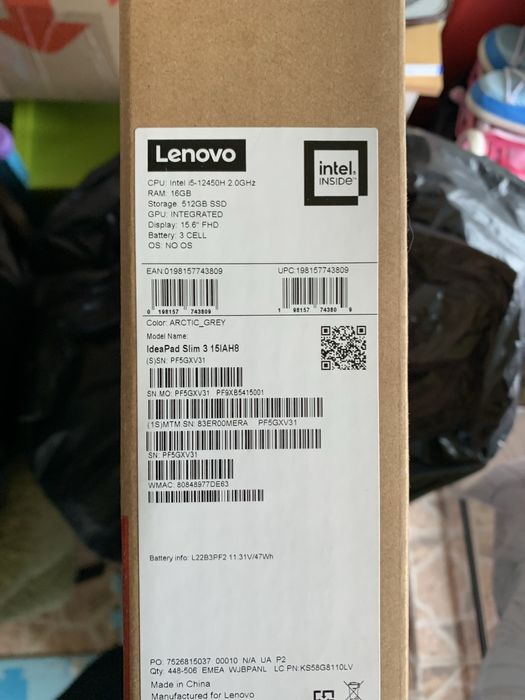 Lenovo
intel.
INSIDE™
CPU: Intel i5-12450H 2.0GHz
RAM: 16GB
Storage: 512GB SSD
GPU: INTEGRATED
Display: 15.6" FHD
Battery: 3 CELL
OS: NO OS
EAN:0198157743809 UPC:198157743809
0 198157 743809 1 98157 74380 9
Color: ARCTIC_GREY
Model Name:
IdeaPad Slim 3 15IAH8
(S)SN: PF5GXV31
SN MO: PF5GXV31 PF9XB5415001
(1S)MTM SN: 83ER00MERA PF5GXV31
SN: PF5GXV31
WMAC: 80848977DE63
Battery info: L22B3PF2 11.31V/47Wh
PO: 7526815037 00010 N/A UA P2
Qty: 448-506 EMEA WJBPANL LC PN:KS58G8110LV
Made in China
Manufactured for Lenovo